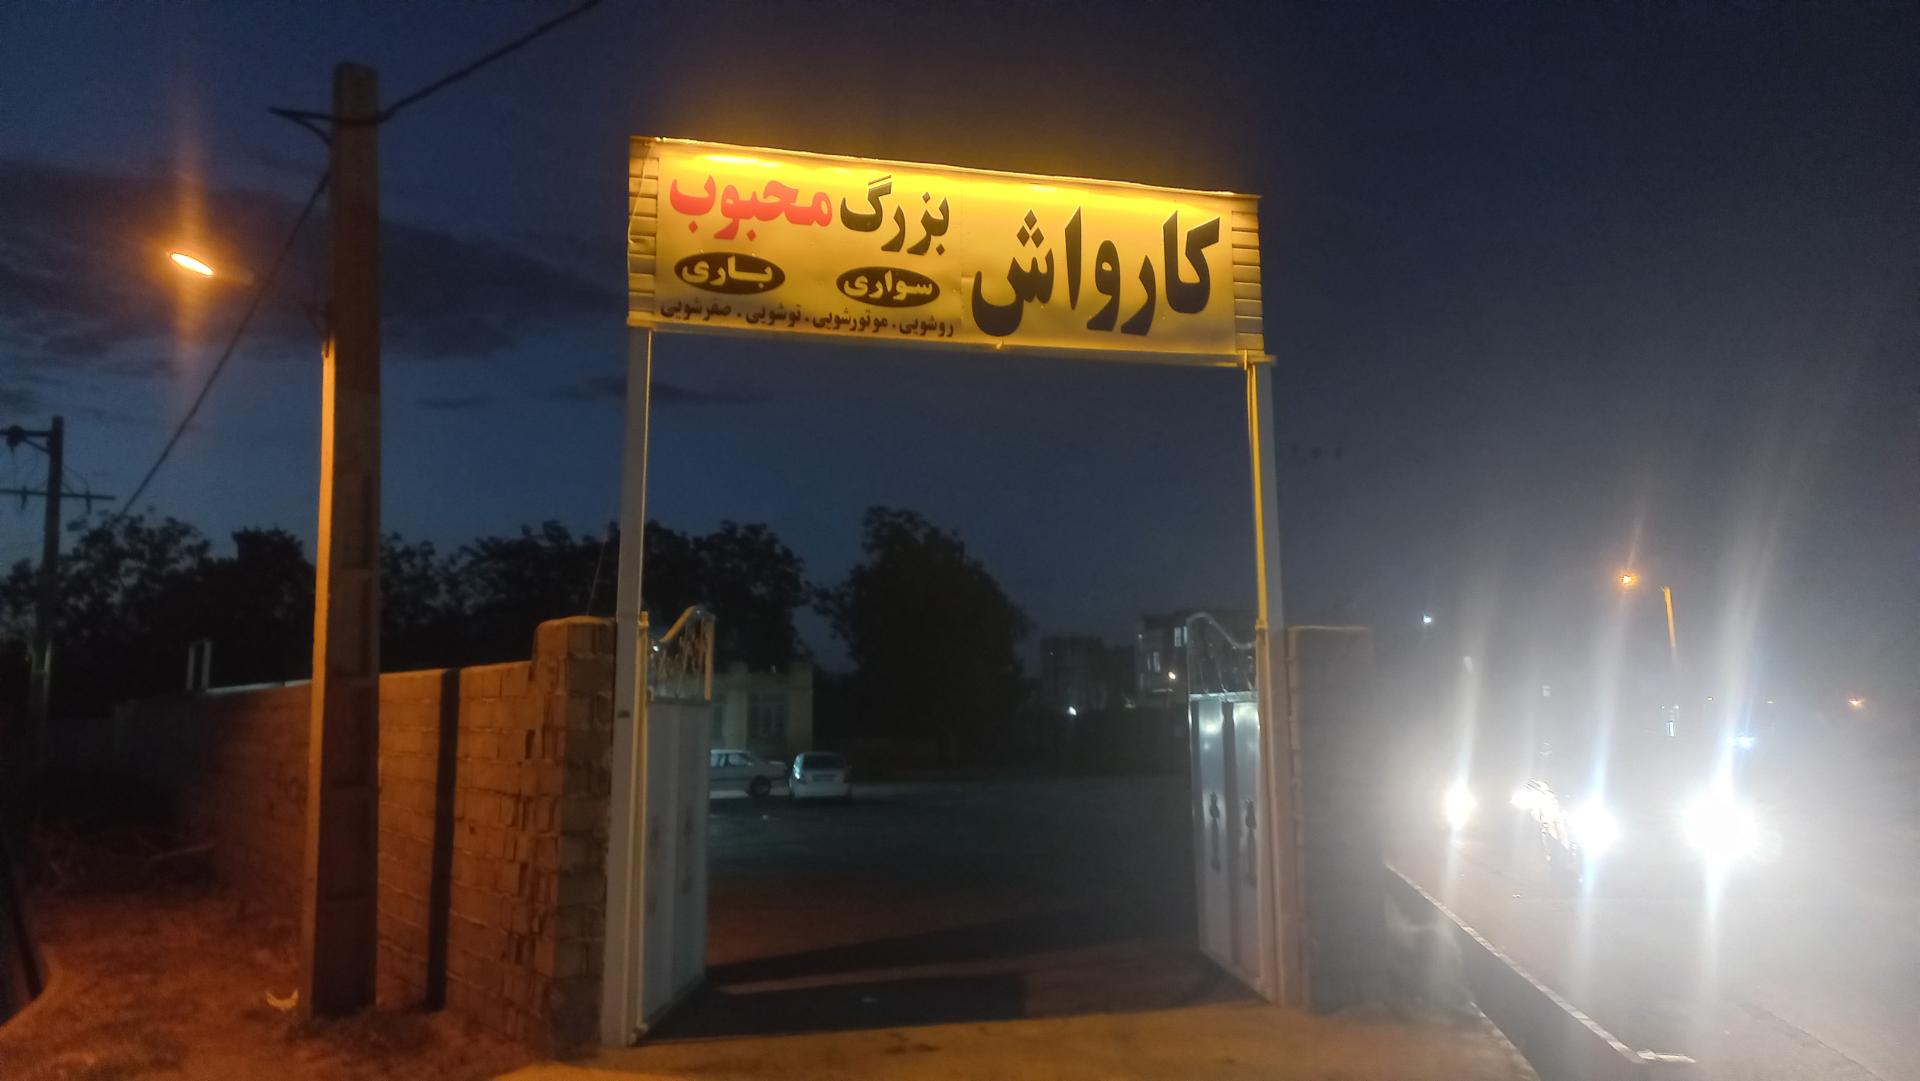 کارواش
بزرگ محبوب
سواری باری
روشویی . موتورشویی . توشویی . صفرشویی